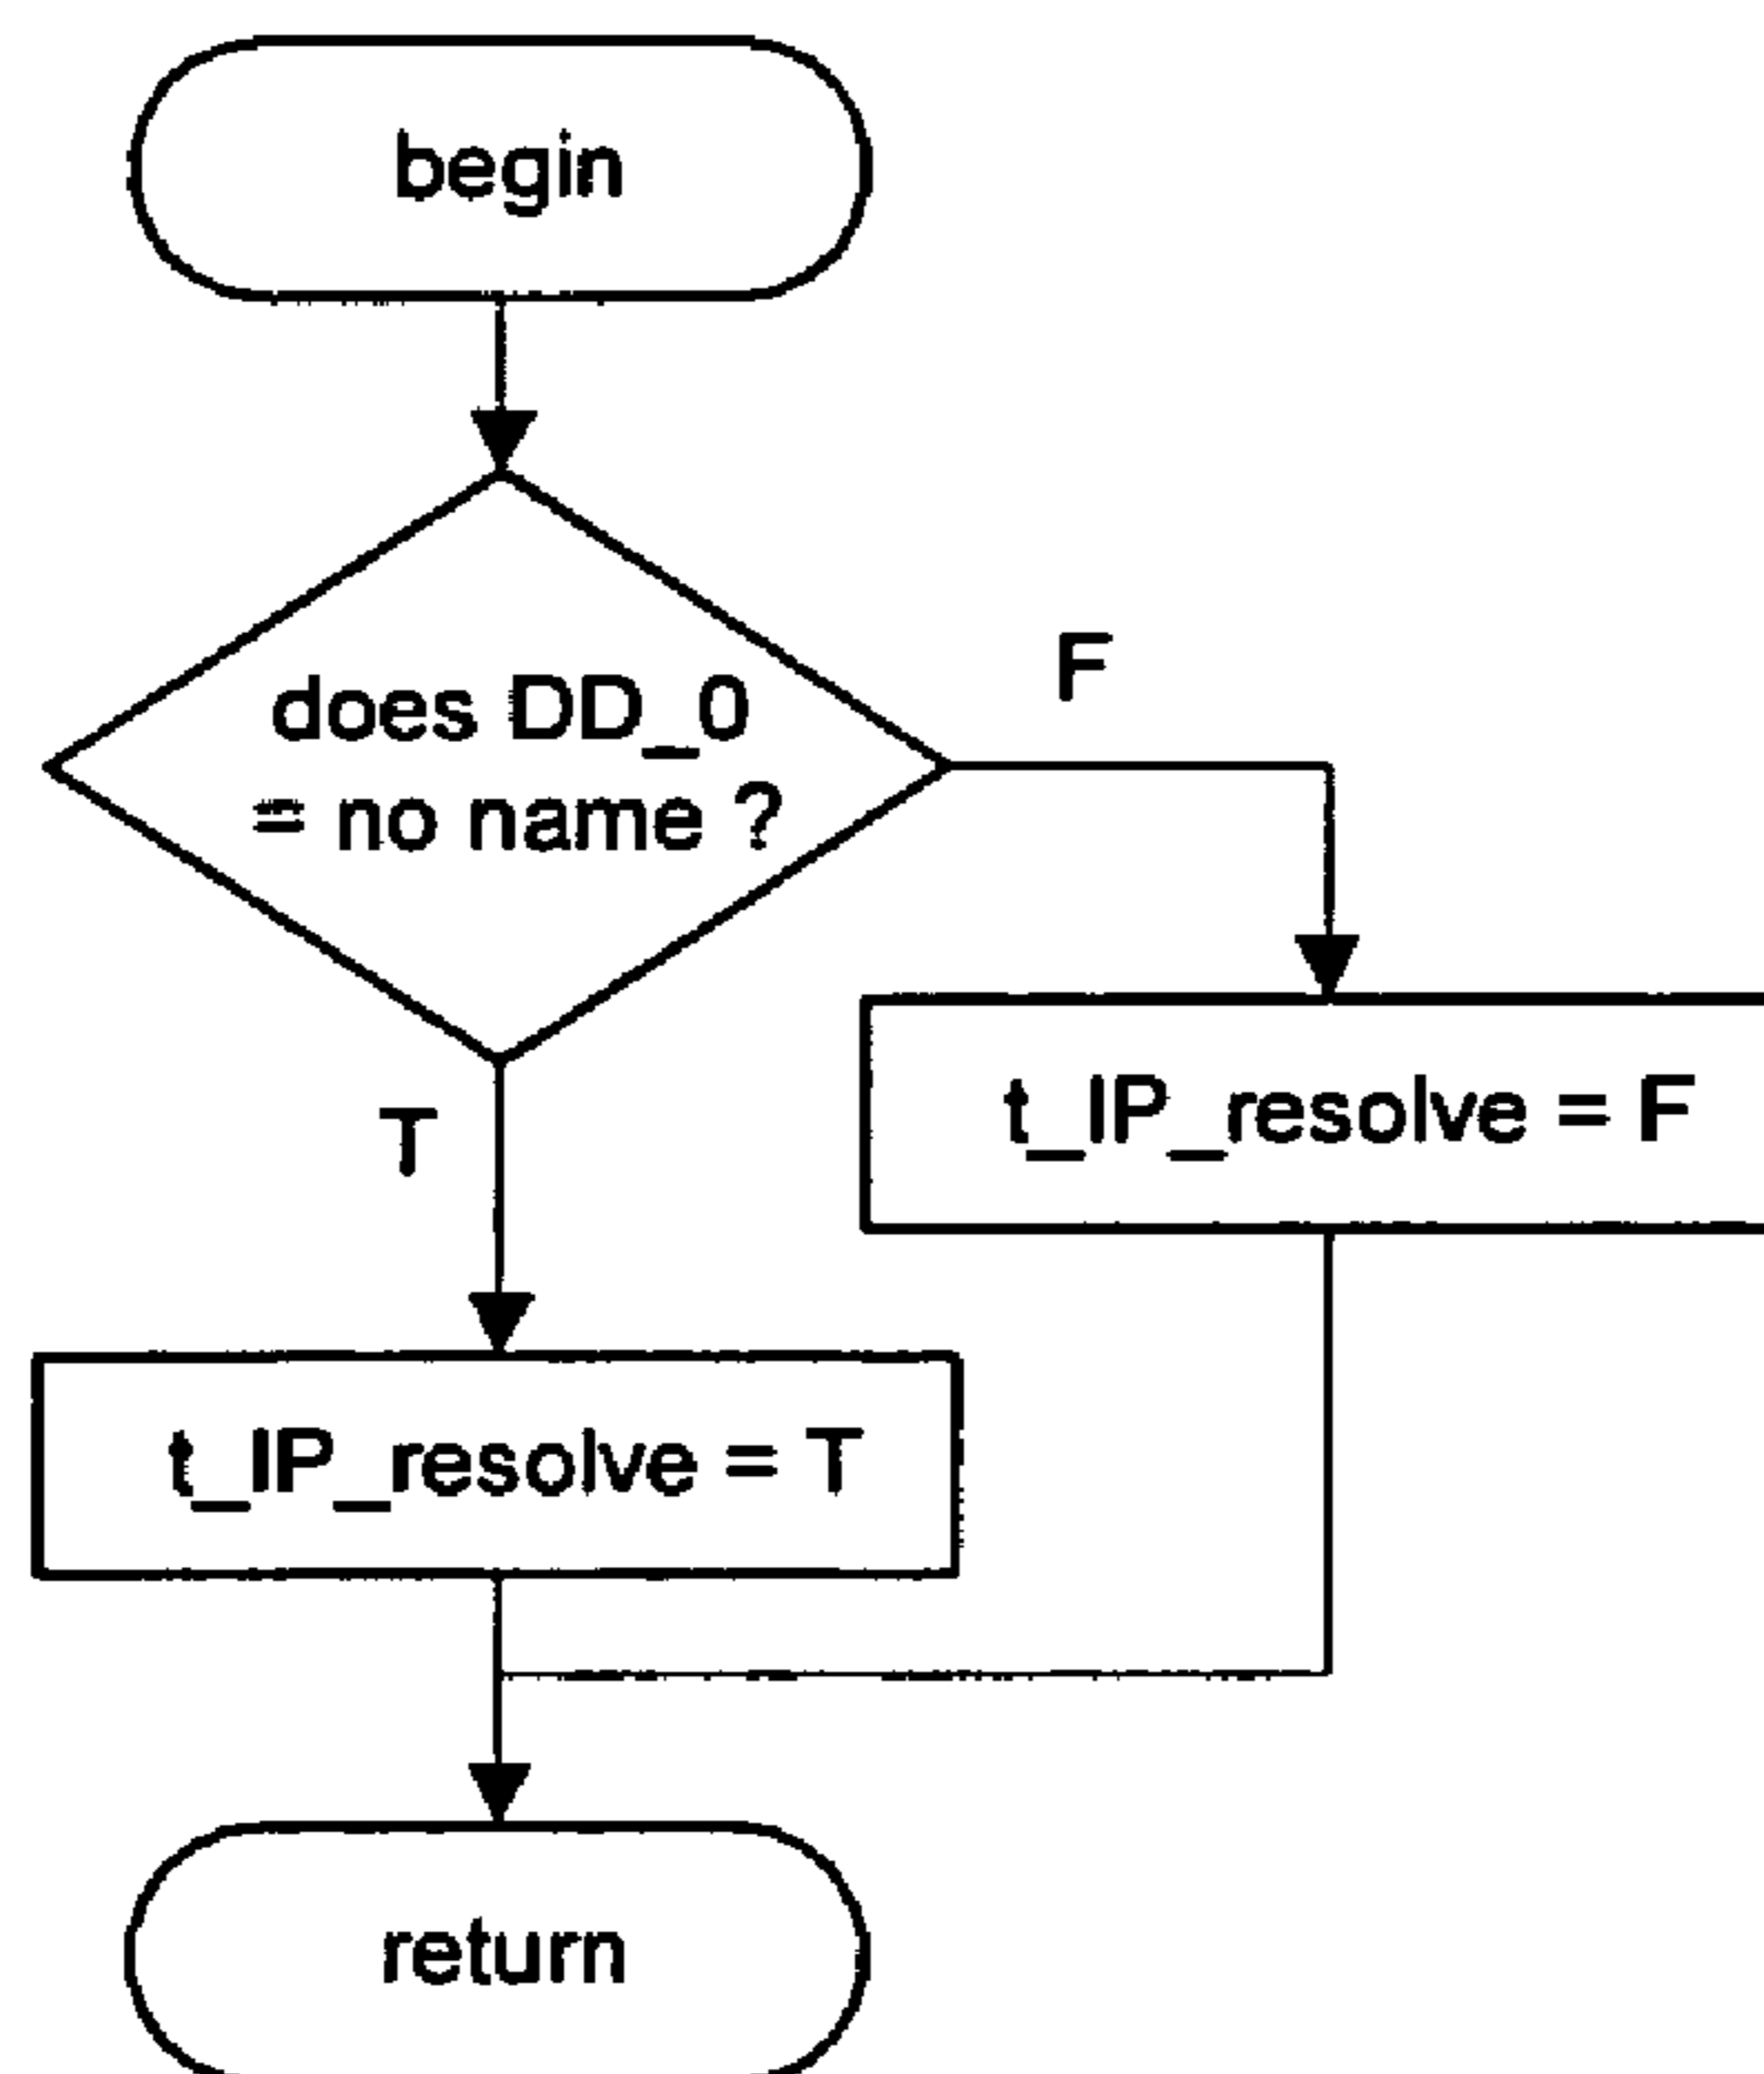 begin
does DD_0
= no name ?
F
t_IP_resolve = F
T
t_IP_resolve = T
return